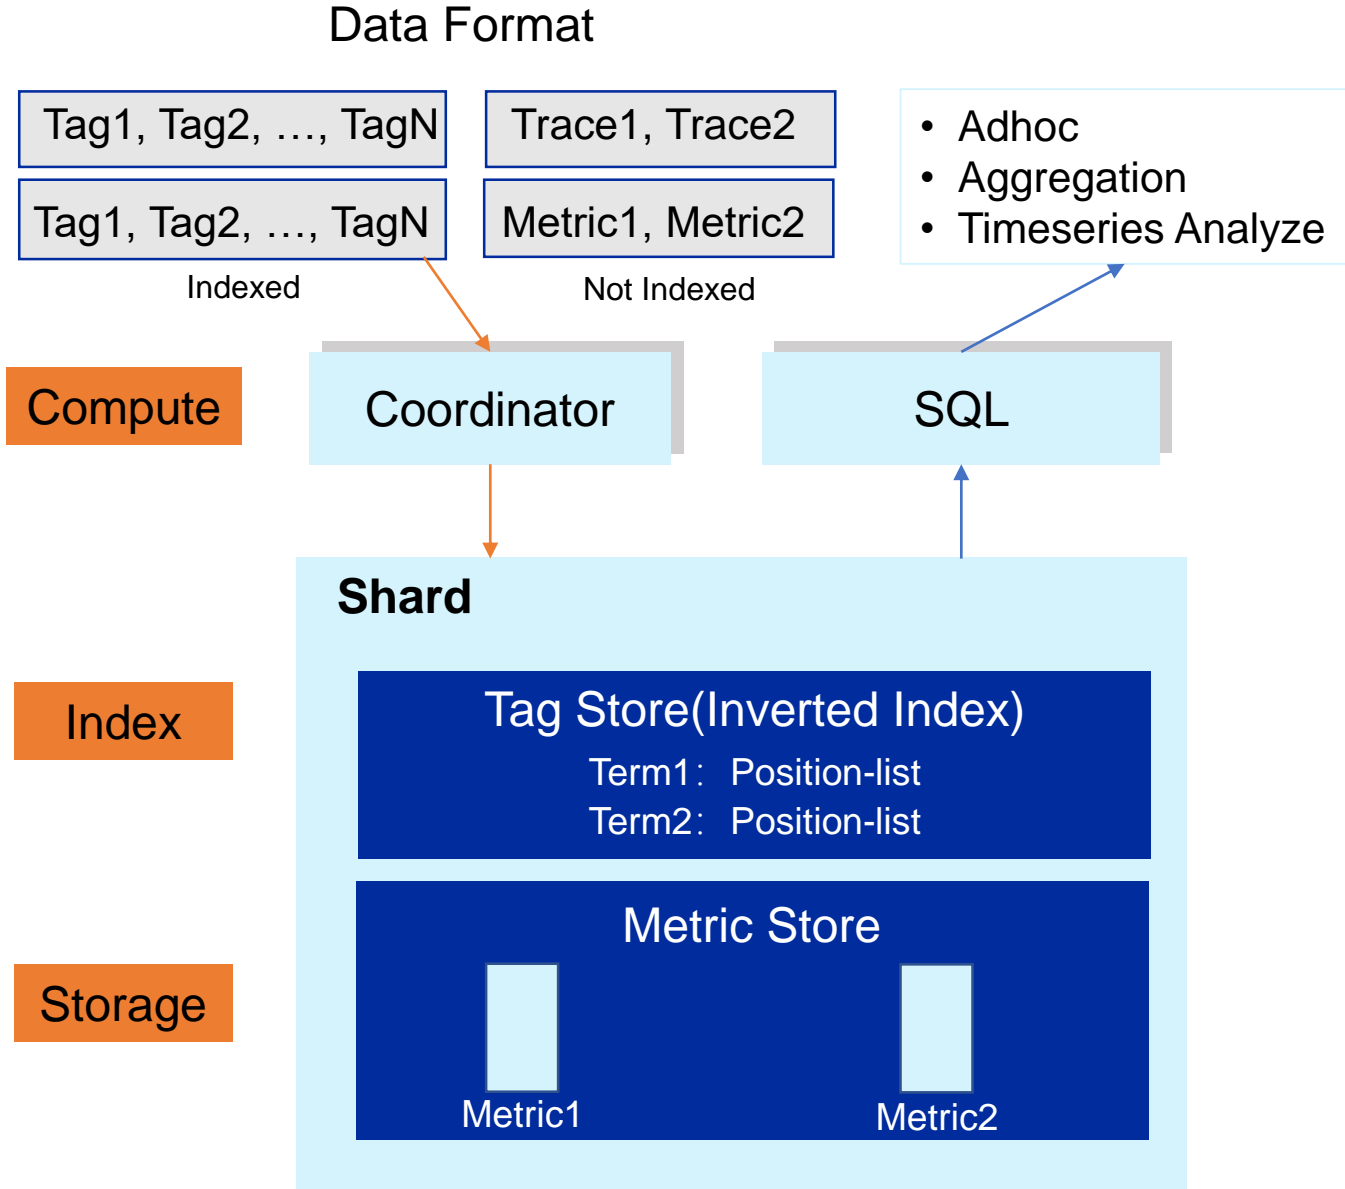 Data Format
Tag1, Tag2, …, TagN
Trace1, Trace2
Tag1, Tag2, …, TagN
Metric1, Metric2
Indexed
Not Indexed
• Adhoc
• Aggregation
• Timeseries Analyze
Compute
Coordinator
SQL
Shard
Index
Tag Store(Inverted Index)
Term1： Position-list
Term2： Position-list
Storage
Metric Store
Metric1
Metric2